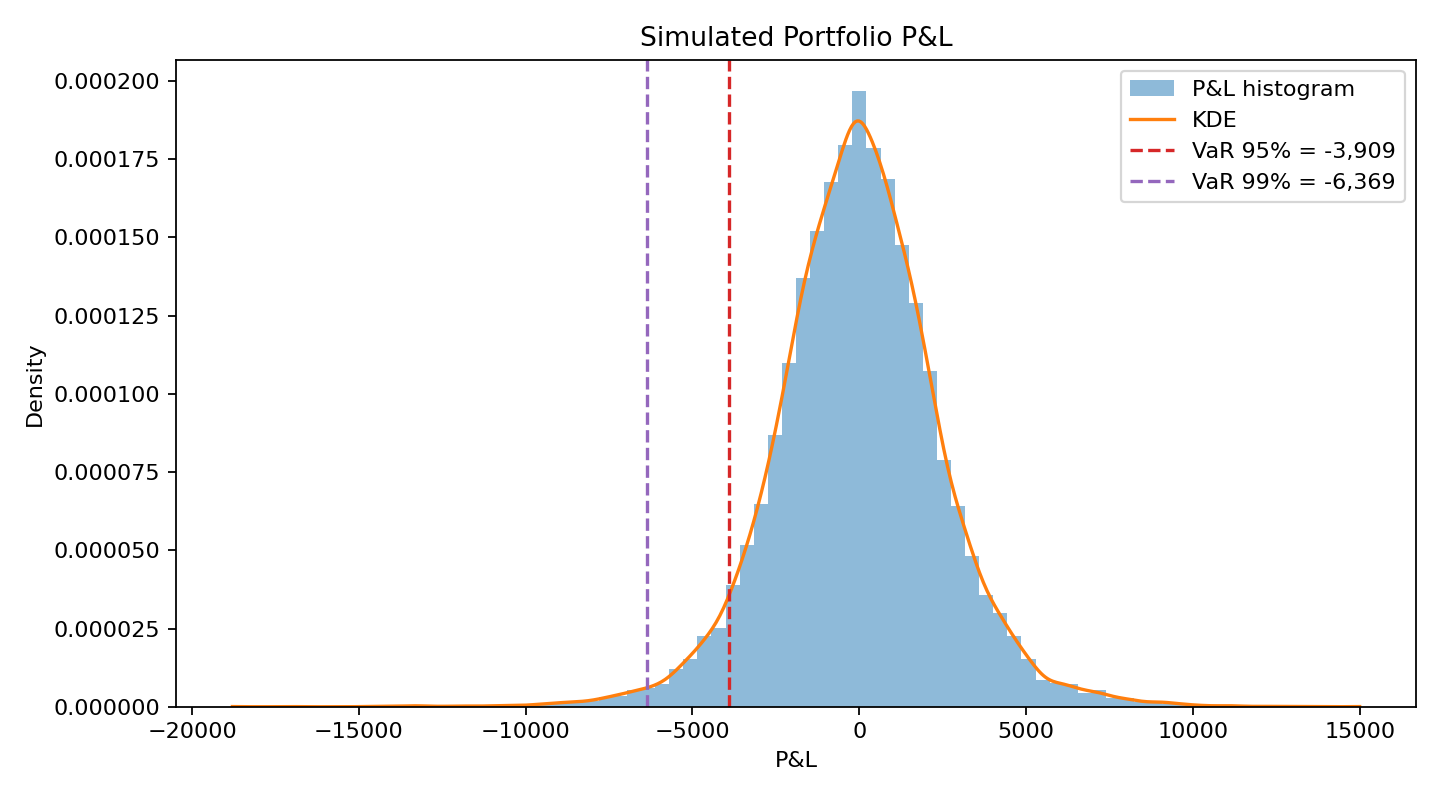 Simulated Portfolio P&L
P&L histogram
KDE
VaR 95% = -3,909
VaR 99% = -6,369
Density
0.000200
0.000175
0.000150
0.000125
0.000100
0.000075
0.000050
0.000025
0.000000
−20000 −15000 −10000 −5000 0 5000 10000 15000
P&L